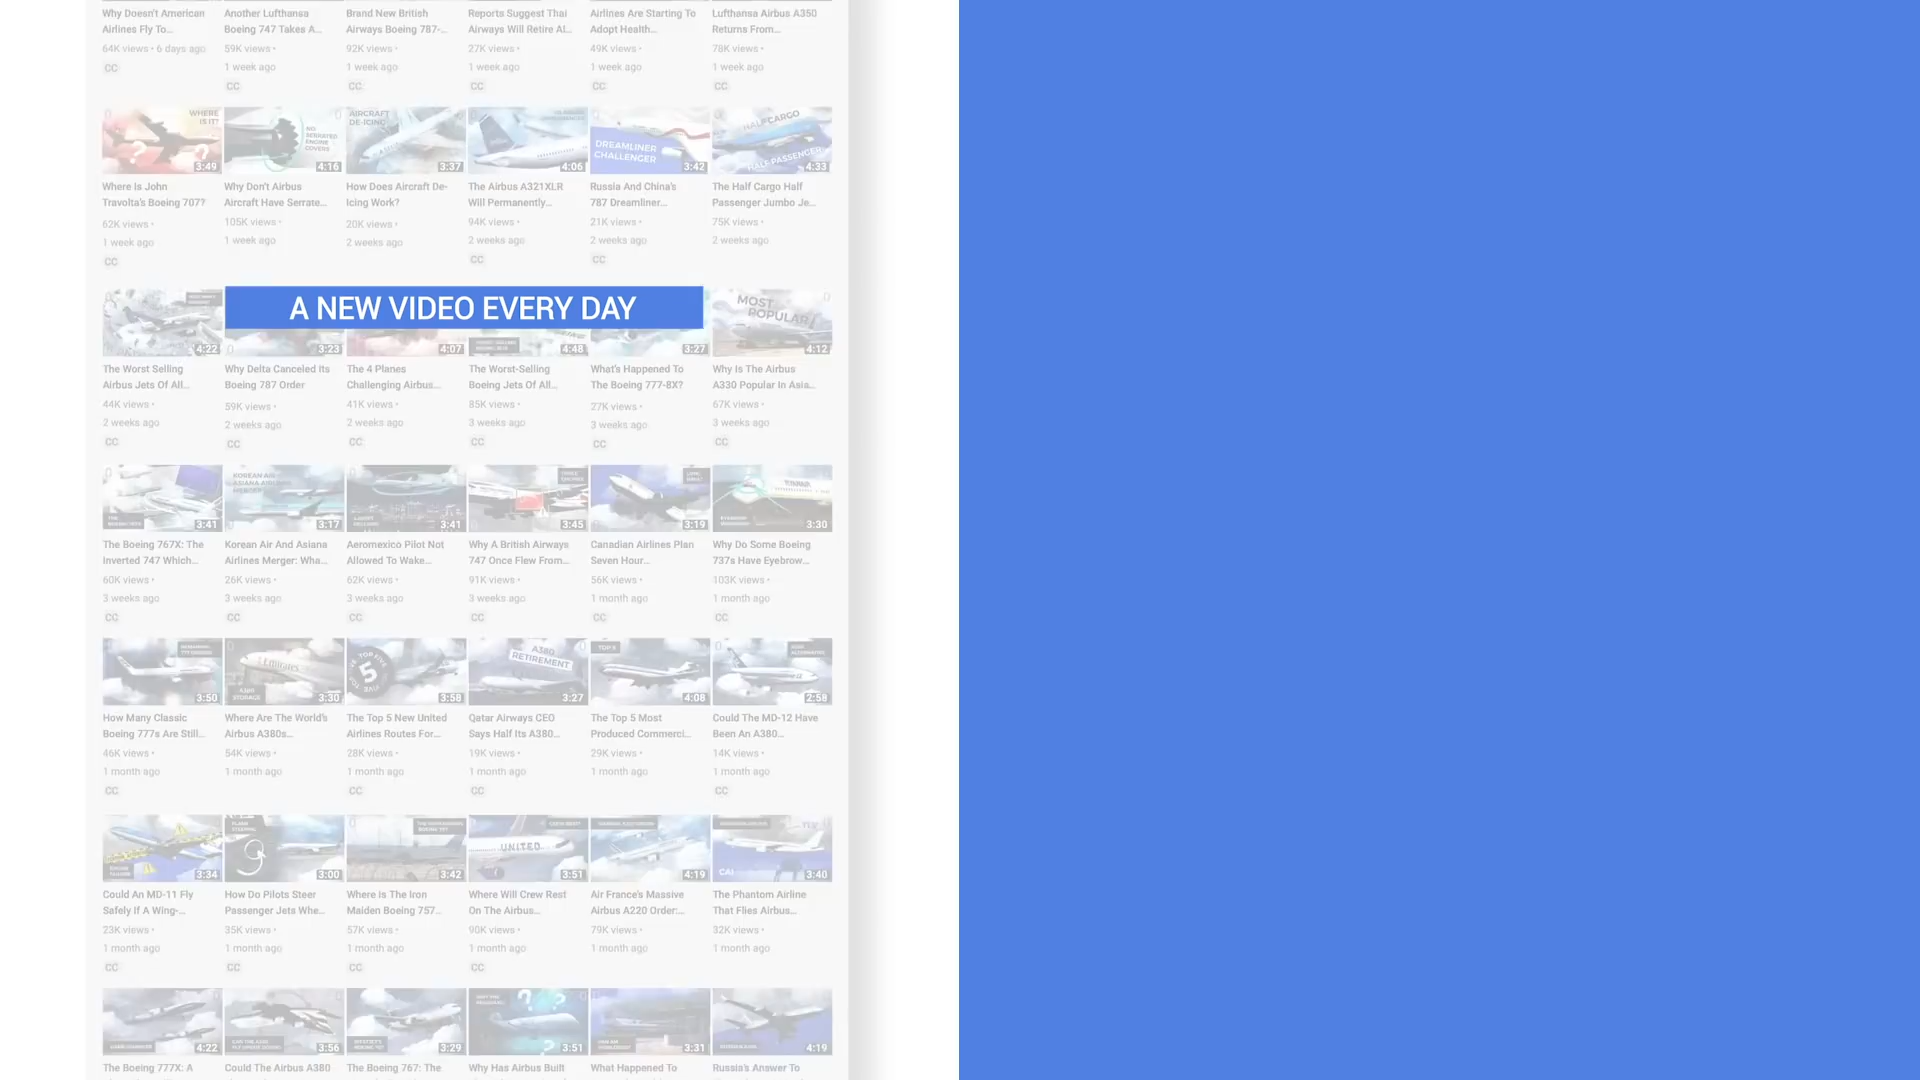 Why Doesn't American
Airlines Fly To...
64K views • 6 days ago
CC
Another Lufthansa
Boeing 747 Takes A...
59K views •
1 week ago
CC
Brand New British
Airways Boeing 787-...
92K views •
1 week ago
CC
Reports Suggest Thai
Airways Will Retire Al...
27K views •
1 week ago
CC
Airlines Are Starting To
Adopt Health...
49K views •
1 week ago
CC
Lufthansa Airbus A350
Returns From...
78K views •
1 week ago
CC
WHERE
IS IT?
3:49
Where Is John
Travolta's Boeing 707?
62K views •
1 week ago
CC
NO
SERRATED
ENGINE
COVERS
4:16
Why Don't Airbus
Aircraft Have Serrate...
105K views •
1 week ago
AIRCRAFT
DE-ICING
3:37
How Does Aircraft De-
Icing Work?
20K views •
2 weeks ago
4:06
The Airbus A321XLR
Will Permanently...
94K views •
2 weeks ago
CC
DREAMLINER
CHALLENGER
3:42
Russia And China's
787 Dreamliner...
21K views •
2 weeks ago
CC
HALF CARGO
HALF PASSENGER
4:33
The Half Cargo Half
Passenger Jumbo Je...
75K views •
2 weeks ago
A NEW VIDEO EVERY DAY
4:22
The Worst Selling
Airbus Jets Of All...
44K views •
2 weeks ago
CC
3:23
Why Delta Canceled Its
Boeing 787 Order
59K views •
2 weeks ago
CC
4:07
The 4 Planes
Challenging Airbus...
41K views •
2 weeks ago
CC
4:48
The Worst-Selling
Boeing Jets Of All...
85K views •
3 weeks ago
CC
3:27
What's Happened To
The Boeing 777-8X?
27K views •
3 weeks ago
CC
MOST
POPULAR
4:12
Why Is The Airbus
A330 Popular In Asia...
67K views •
3 weeks ago
CC
3:41
The Boeing 767X: The
Inverted 747 Which...
60K views •
3 weeks ago
CC
KOREAN AIR -
ASIANA AIRLINES
MERGER
3:17
Korean Air And Asiana
Airlines Merger: Wha...
26K views •
3 weeks ago
CC
3:41
Aeromexico Pilot Not
Allowed To Wake...
62K views •
3 weeks ago
CC
THREE
ENGINES
3:45
Why A British Airways
747 Once Flew From...
91K views •
3 weeks ago
CC
3:19
Canadian Airlines Plan
Seven Hour...
56K views •
1 month ago
CC
3:30
Why Do Some Boeing
737s Have Eyebrow...
103K views •
1 month ago
CC
3:50
How Many Classic
Boeing 777s Are Still...
46K views •
1 month ago
CC
Emirates
A380
STORAGE
3:30
Where Are The World's
Airbus A380s...
54K views •
1 month ago
TOP FIVE
5
3:58
The Top 5 New United
Airlines Routes For...
28K views •
1 month ago
CC
A380
RETIREMENT
3:27
Qatar Airways CEO
Says Half Its A380...
19K views •
1 month ago
CC
TOP 5
4:08
The Top 5 Most
Produced Commerci...
29K views •
1 month ago
2:58
Could The MD-12 Have
Been An A380...
14K views •
1 month ago
CC
3:34
Could An MD-11 Fly
Safely If A Wing-...
23K views •
1 month ago
CC
3:00
How Do Pilots Steer
Passenger Jets Whe...
35K views •
1 month ago
CC
3:42
Where is The Iron
Maiden Boeing 757...
57K views •
1 month ago
CC
UNITED
3:51
Where Will Crew Rest
On The Airbus...
90K views •
1 month ago
CC
4:19
Air France's Massive
Airbus A220 Order:...
79K views •
1 month ago
3:40
The Phantom Airline
That Flies Airbus...
32K views •
1 month ago
4:22
The Boeing 777X: A
3:56
Could The Airbus A380
3:29
The Boeing 767: The
3:51
Why Has Airbus Built
3:31
What Happened To
4:19
Russia's Answer To